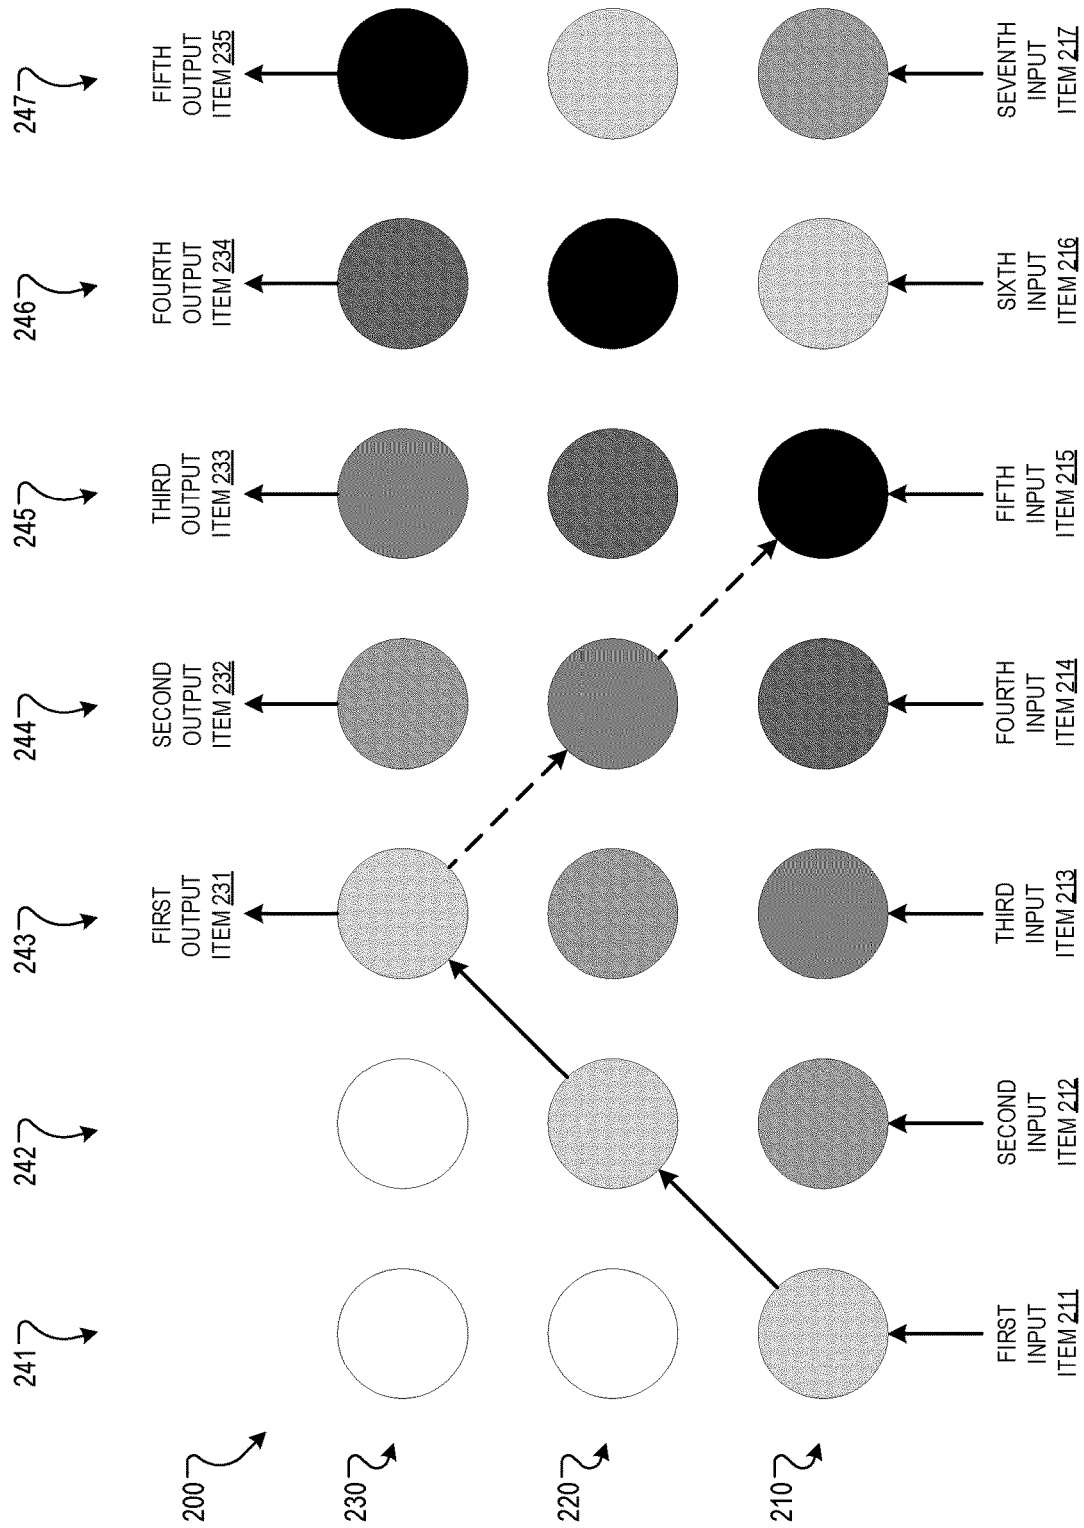 241
242
243
244
245
246
247
200
FIRST
OUTPUT
ITEM 231
SECOND
OUTPUT
ITEM 232
THIRD
OUTPUT
ITEM 233
FOURTH
OUTPUT
ITEM 234
FIFTH
OUTPUT
ITEM 235
230
220
210
FIRST
INPUT
ITEM 211
SECOND
INPUT
ITEM 212
THIRD
INPUT
ITEM 213
FOURTH
INPUT
ITEM 214
FIFTH
INPUT
ITEM 215
SIXTH
INPUT
ITEM 216
SEVENTH
INPUT
ITEM 217